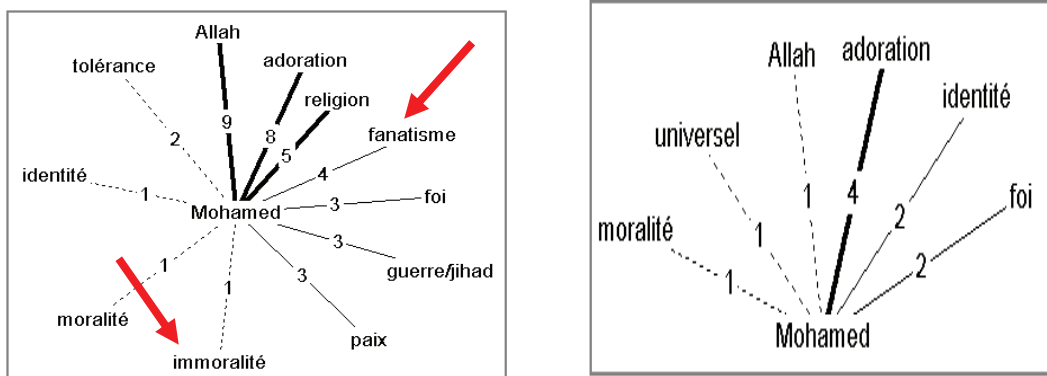 Allah
tolérance
adoration
religion
fanatisme
9
8
5
2
4
identité
1
Mohamed
3
foi
3
guerre/jihad
1
1
3
moralité
immoralité
paix
Allah
adoration
identité
universel
foi
moralité
1
4
2
1
2
1
Mohamed